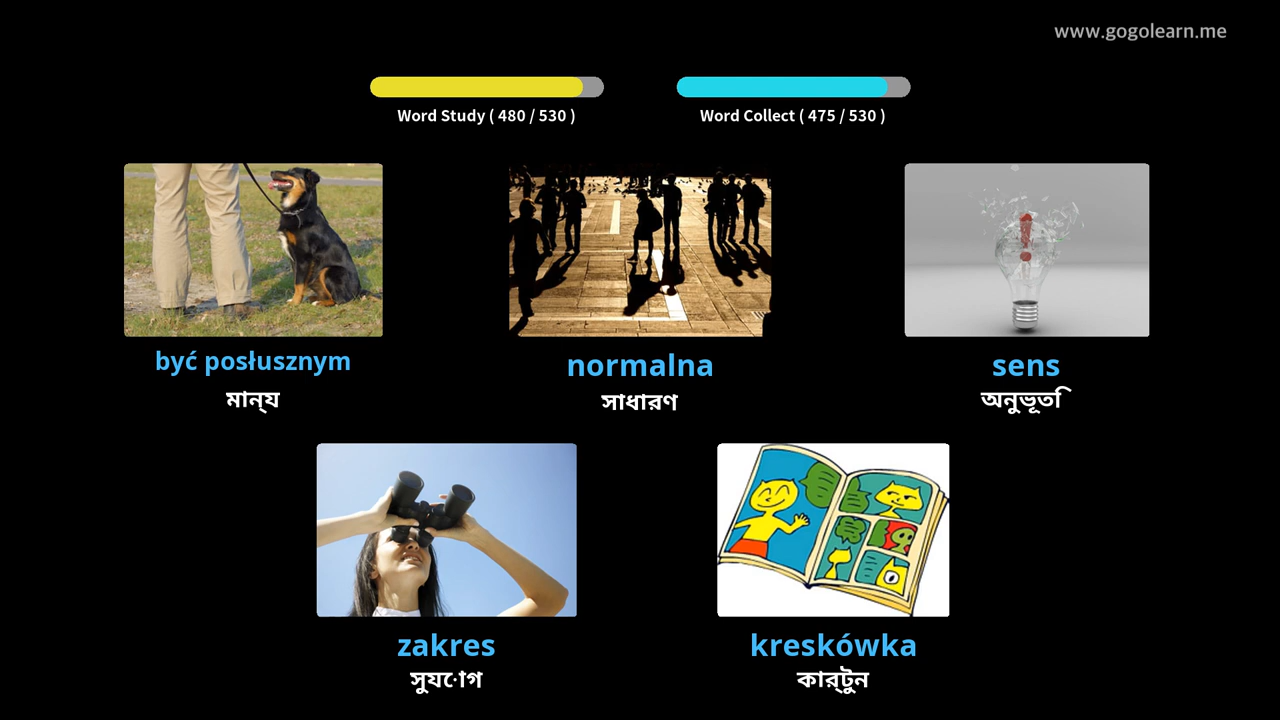 www.gogolearn.me
Word Study ( 480 / 530 )
Word Collect ( 475 / 530 )
być posłusznym
মান্য
normalna
সাধারণ
sens
অনুভূতি
zakres
সুযোগ
kreskówka
কার্টুন